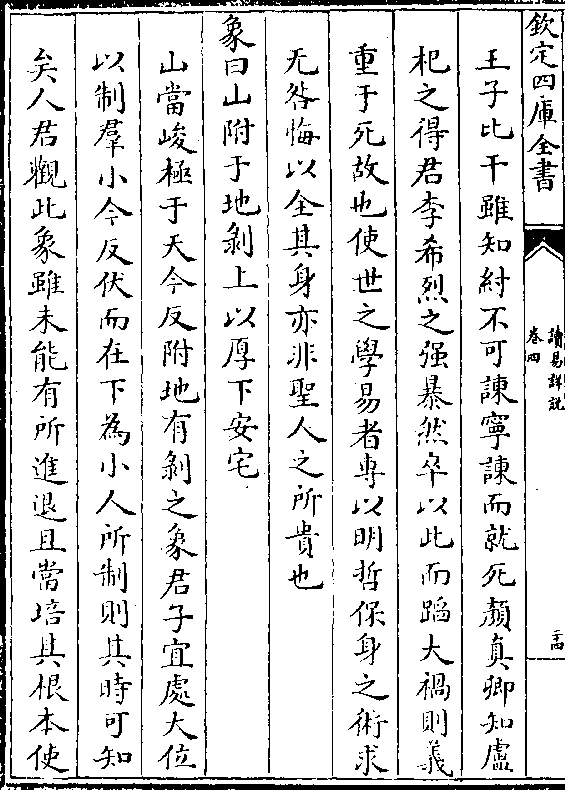 欽定四庫全書
讀易詳說
卷四
二十四
王子比干雖知紂不可諫寧諫而就死顏真卿知盧
杞之得君李希烈之强暴然卒以此而蹈大禍則義
重于死故也使世之學易者専以明哲保身之術求
无咎悔以全其身亦非聖人之所貴也
象曰山附于地剝上以厚下安宅
山當峻極于天今反附地有剝之象君子宜處大位
以制羣小今反伏而在下為小人所制則其時可知
矣人君觀此象雖未能有所進退且當培其根本使